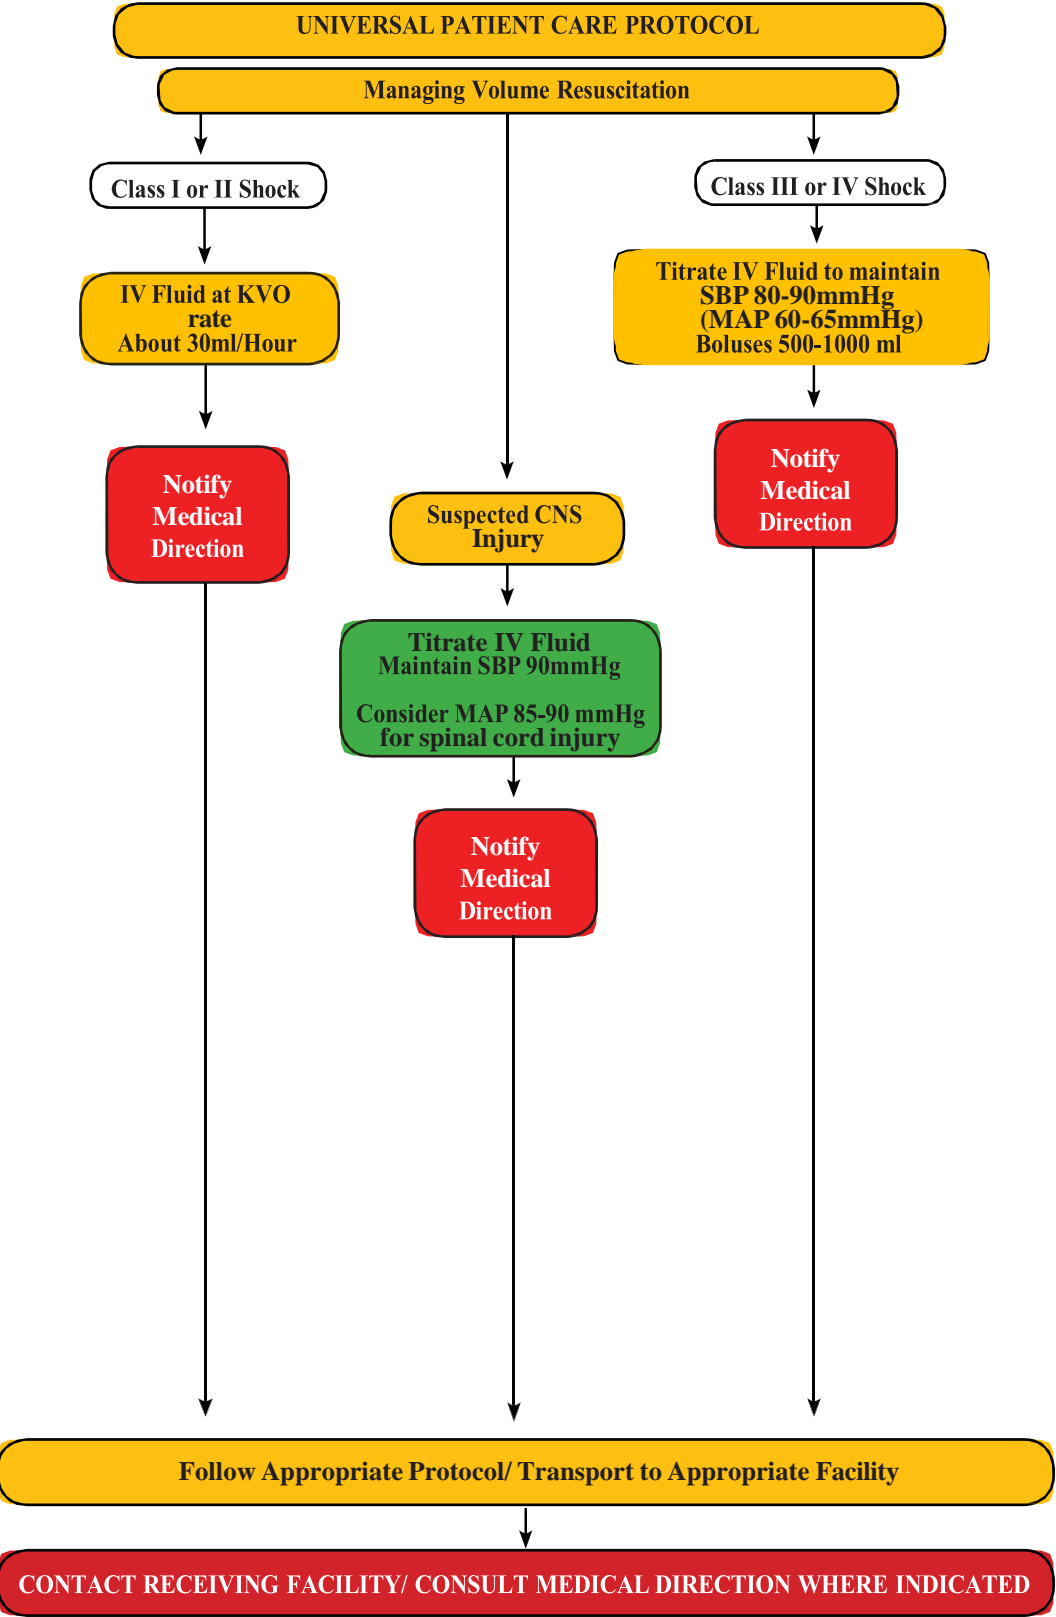 UNIVERSAL PATIENT CARE PROTOCOL
Managing Volume Resuscitation
Class I or II Shock
IV Fluid at KVO
rate
About 30ml/Hour
Notify
Medical
Direction
Suspected CNS
Injury
Titrate IV Fluid
Maintain SBP 90mmHg
Consider MAP 85-90 mmHg
for spinal cord injury
Notify
Medical
Direction
Class III or IV Shock
Titrate IV Fluid to maintain
SBP 80-90mmHg
(MAP 60-65mmHg)
Boluses 500-1000 ml
Notify
Medical
Direction
Follow Appropriate Protocol/ Transport to Appropriate Facility
CONTACT RECEIVING FACILITY/ CONSULT MEDICAL DIRECTION WHERE INDICATED